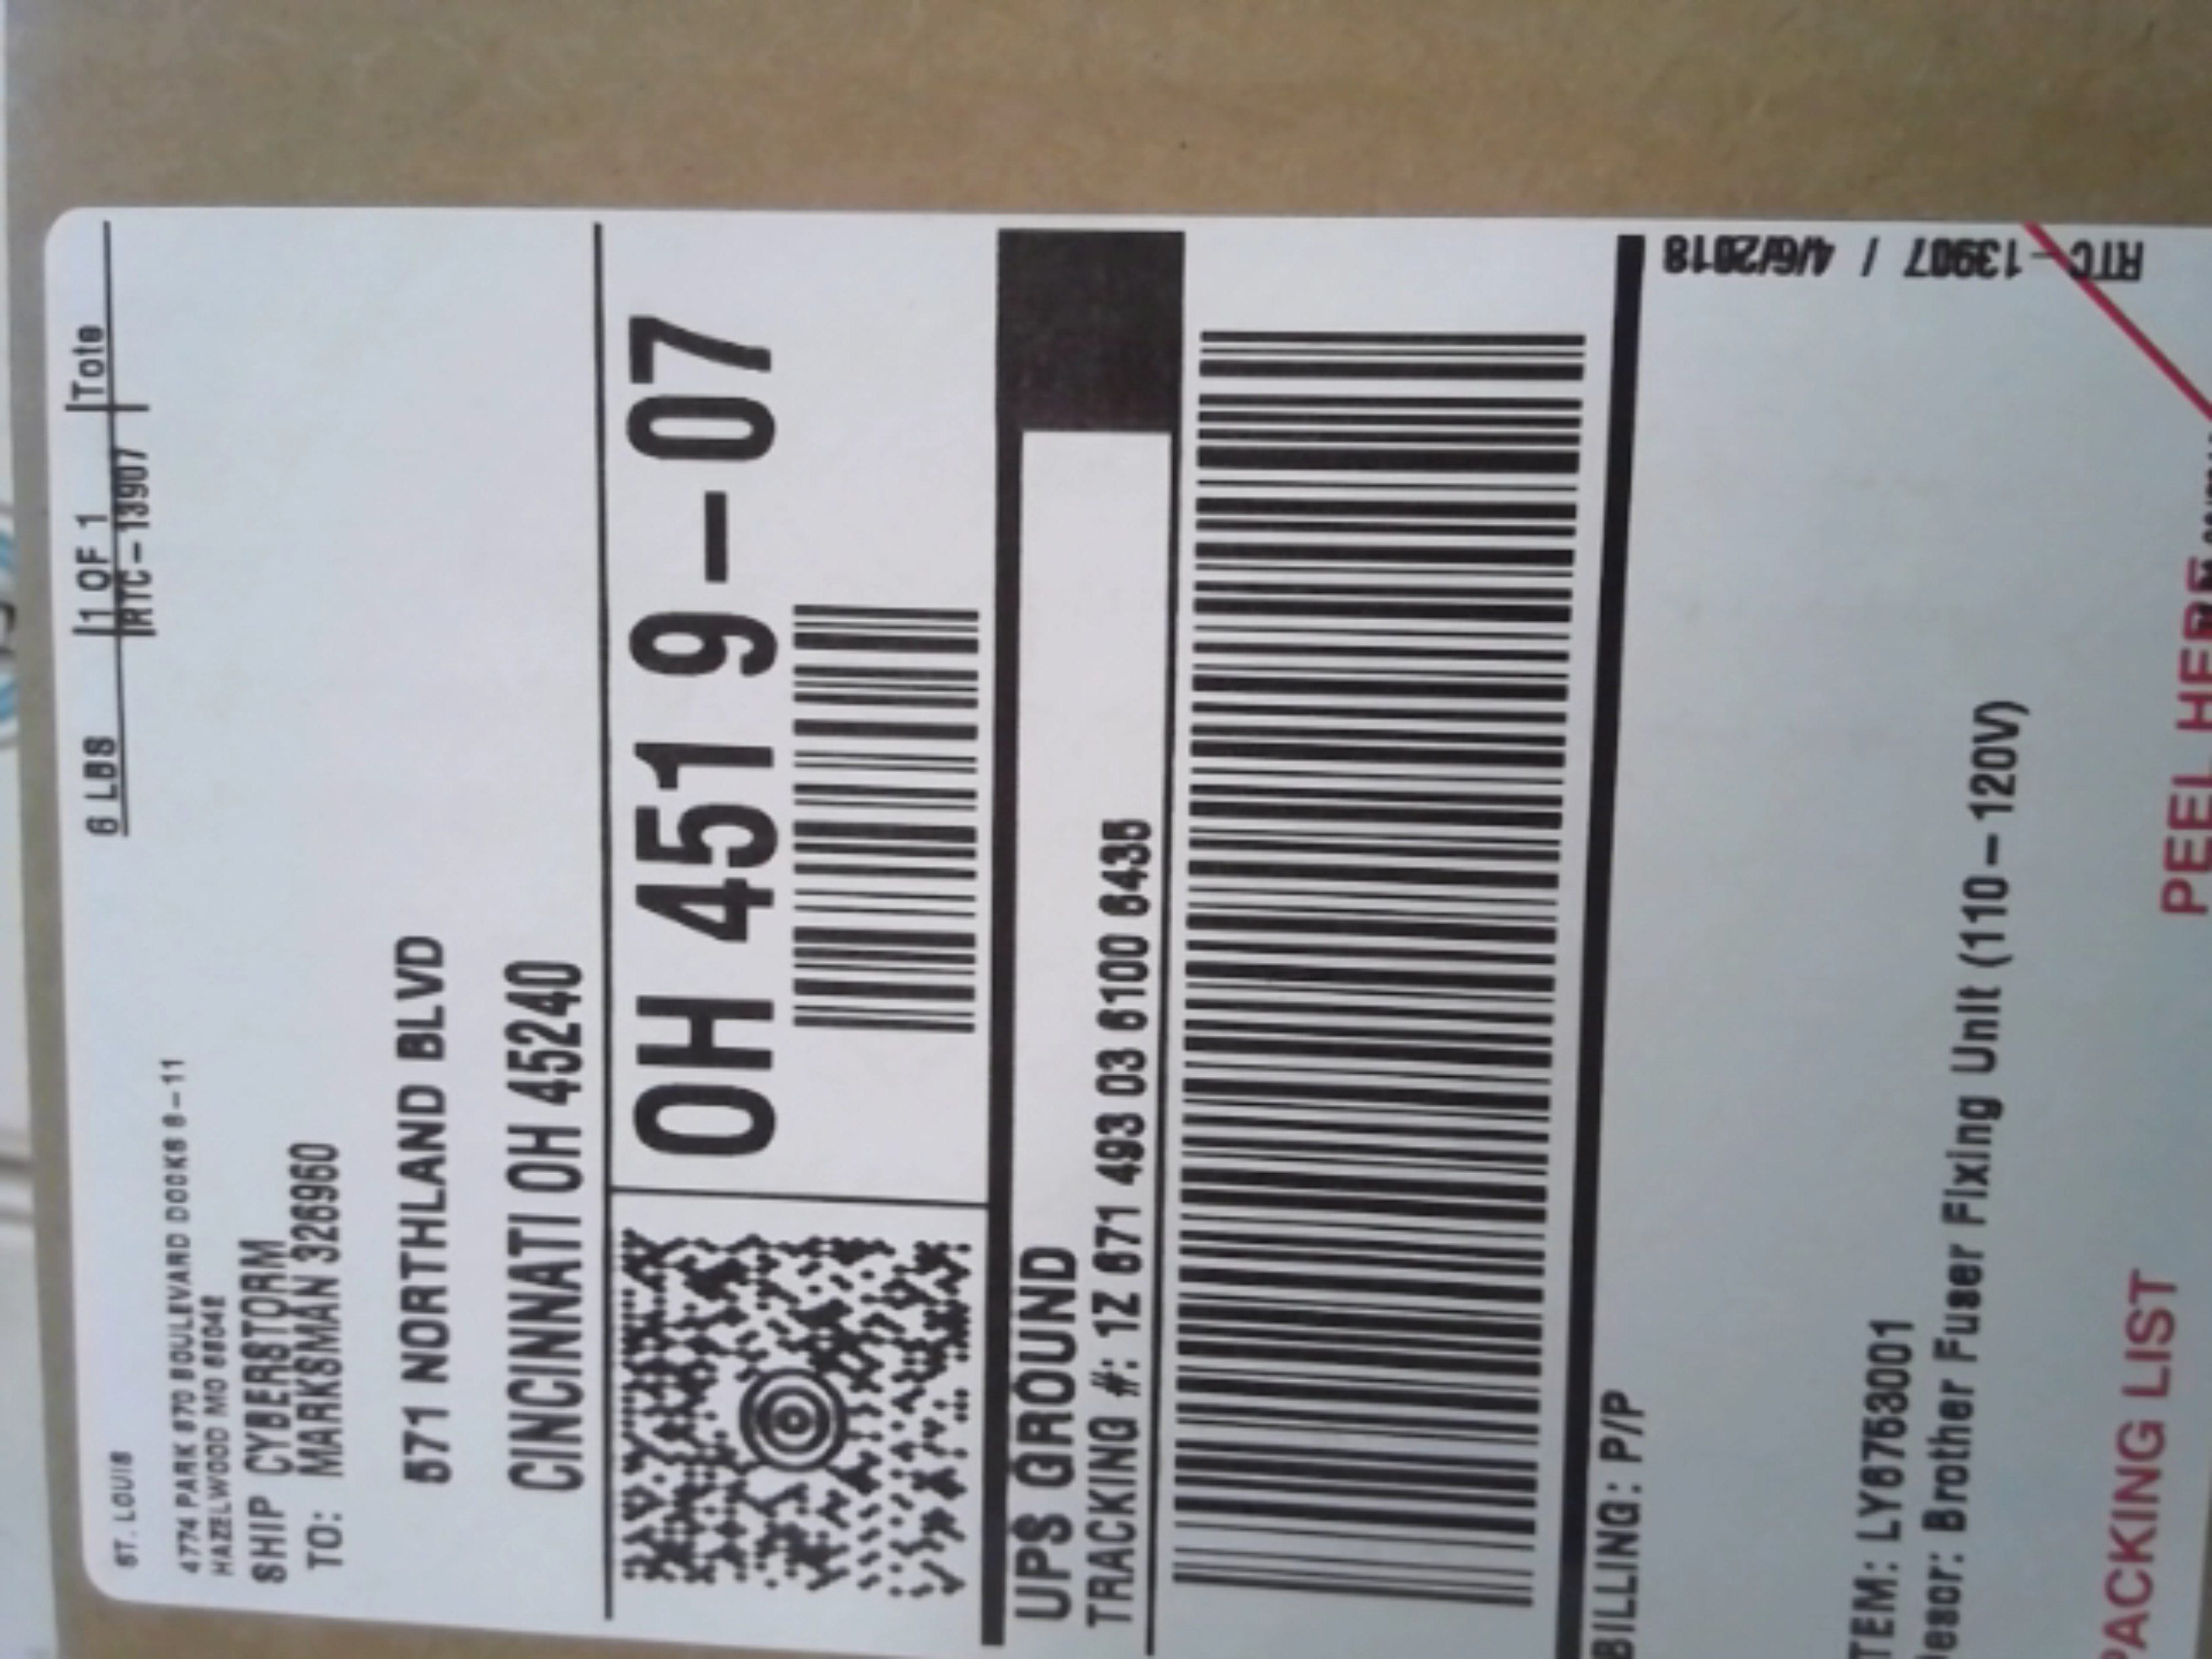 ST. LOUIS
6 LBS
1 OF 1
Tote
RTC-13907
4774 PARK 370 BOULEVARD DOCKS 6-11
HAZELWOOD MO
SHIP CYBERSTORM
TO: MARKSMAN 326960
571 NORTHLAND BLVD
CINCINNATI OH 45240
OH 451 9-07
UPS GROUND
TRACKING #: 1Z 671 493 03 6100 6435
BILLING: P/P
RTC-13907 / 4/6/2018
TEM: LY6753001
Brother Fuser Fixing Unit (110-120V)
PACKING LIST
PEEL HERE